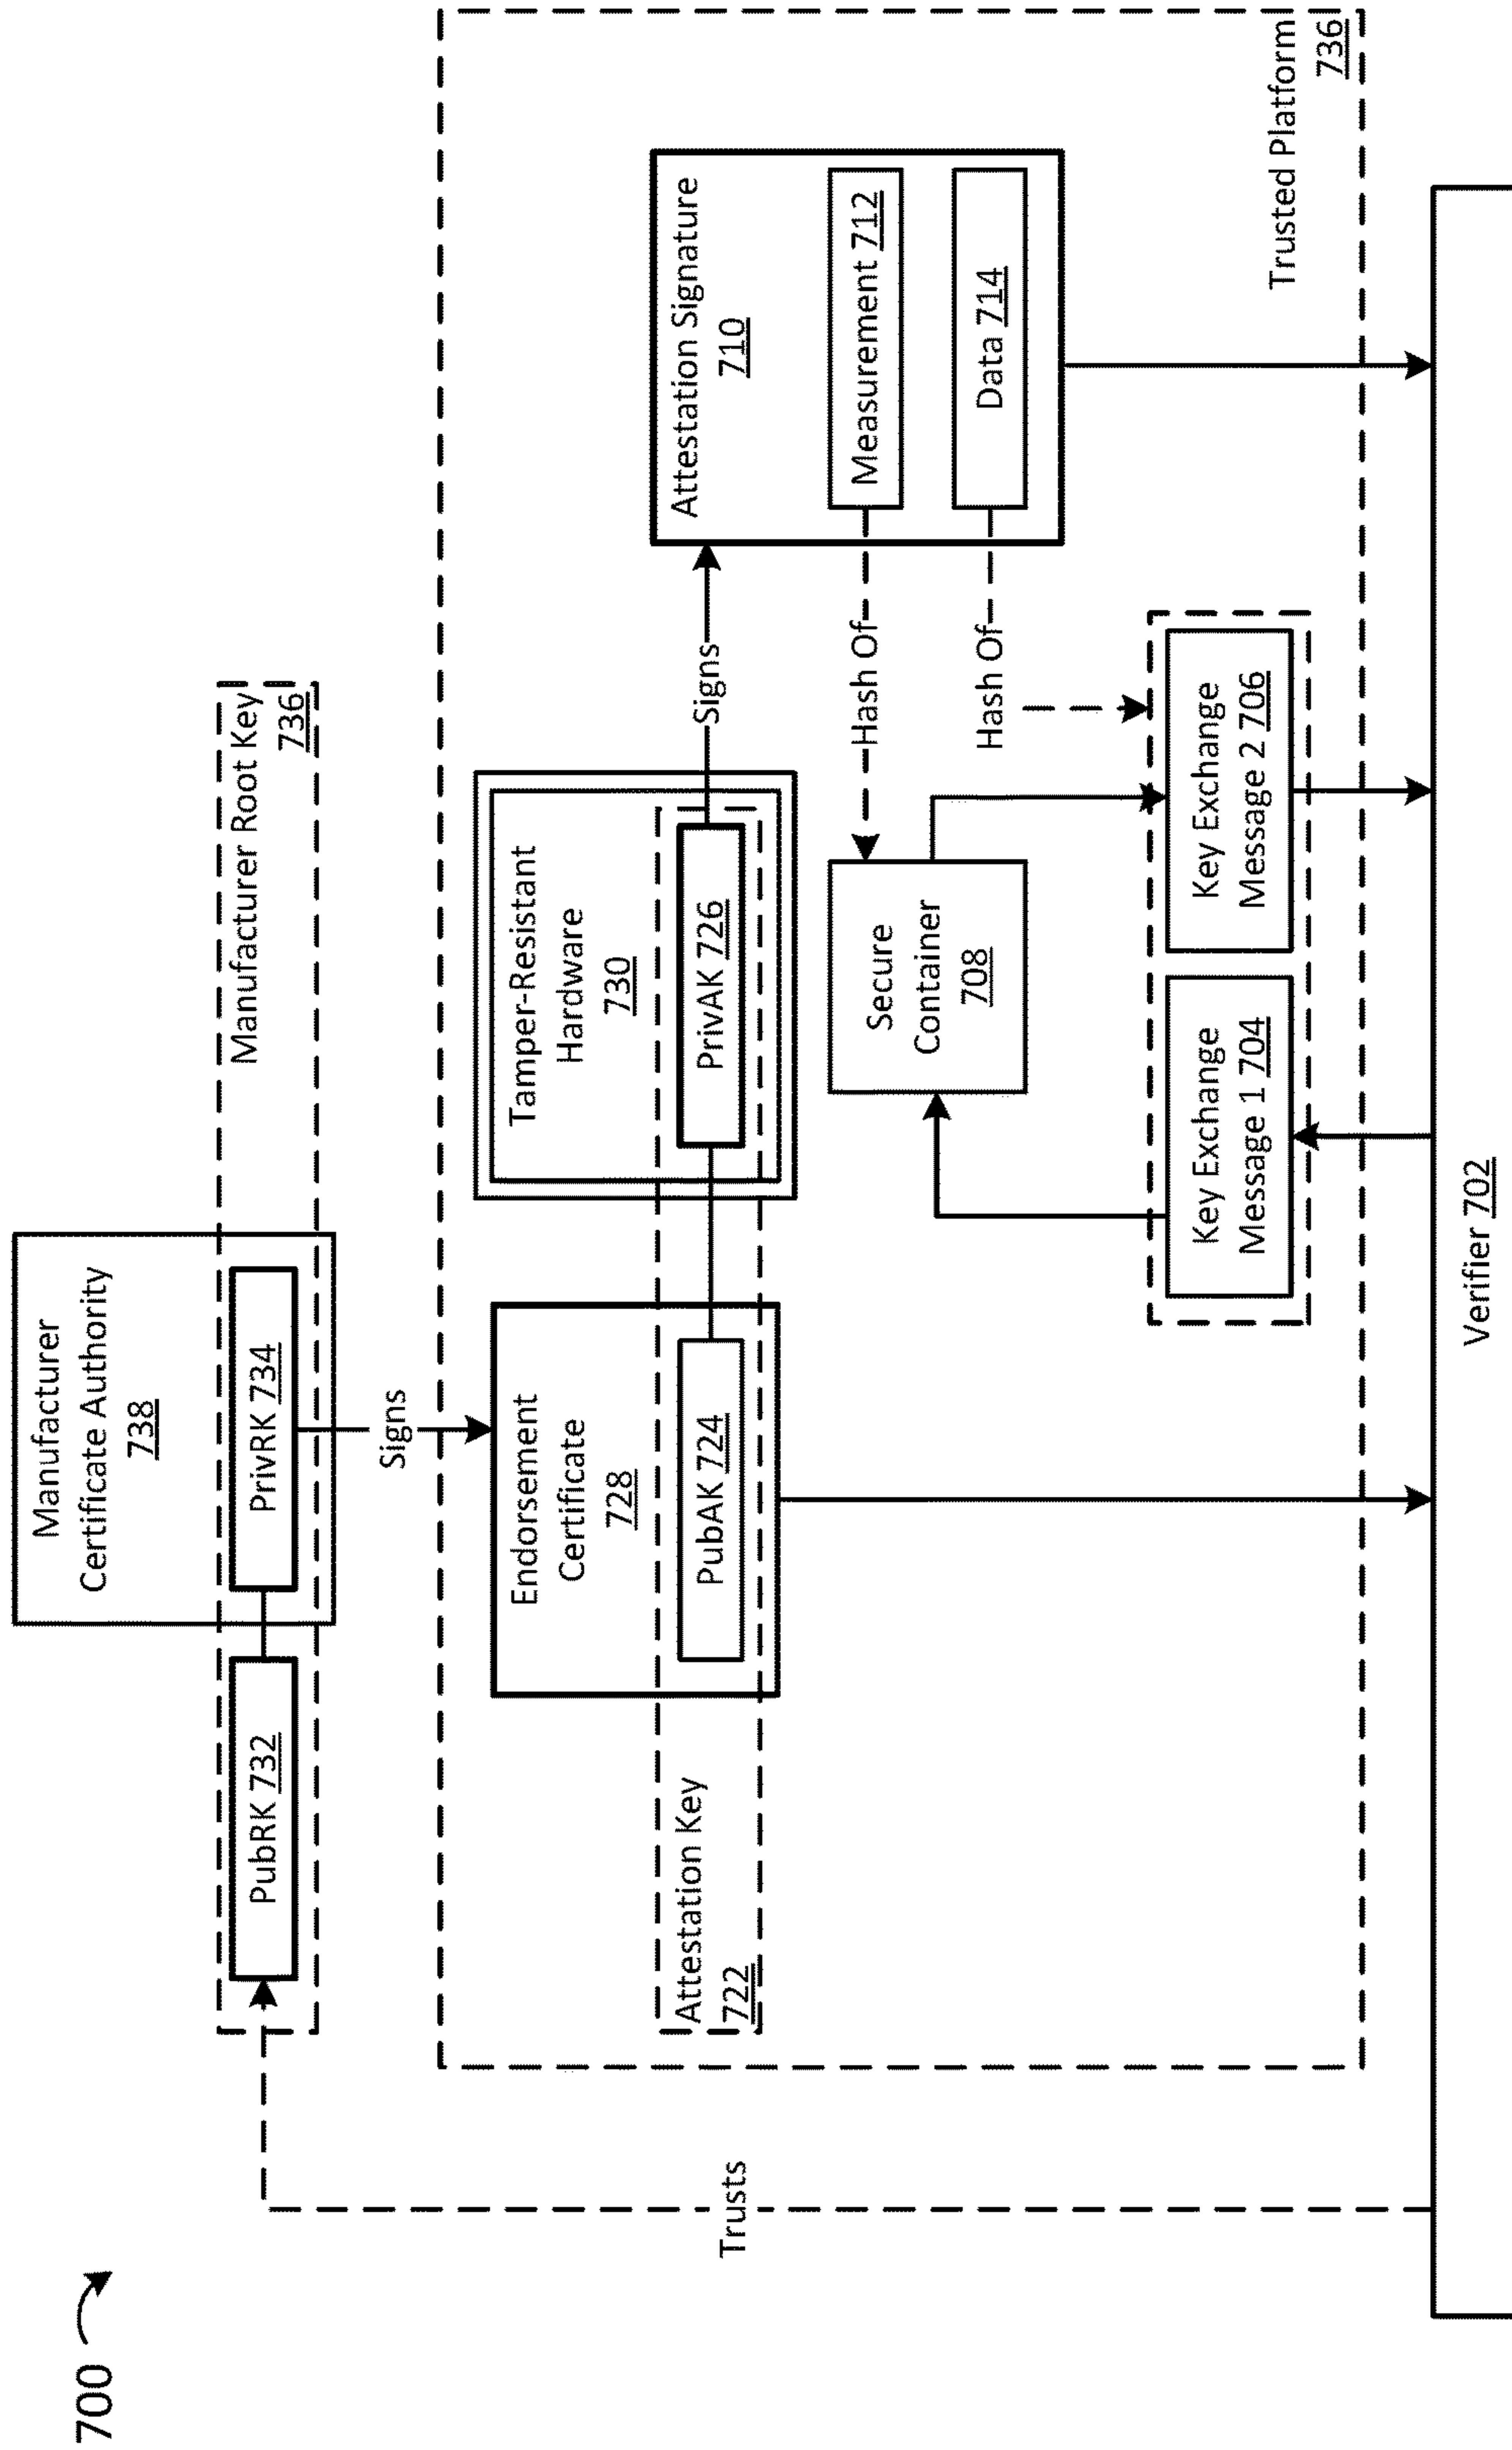 700
Manufacturer
Certificate Authority
738
PubRK 732
PrivRK 734
Manufacturer Root Key
736
Signs
Trusts
Endorsement
Certificate
728
PubAK 724
Attestation Key
722
Tamper-Resistant
Hardware
730
PrivAK 726
Signs
Attestation Signature
710
Measurement 712
Data 714
Hash Of
Hash Of
Secure
Container
708
Key Exchange
Message 1 704
Key Exchange
Message 2 706
Trusted Platform
736
Verifier 702